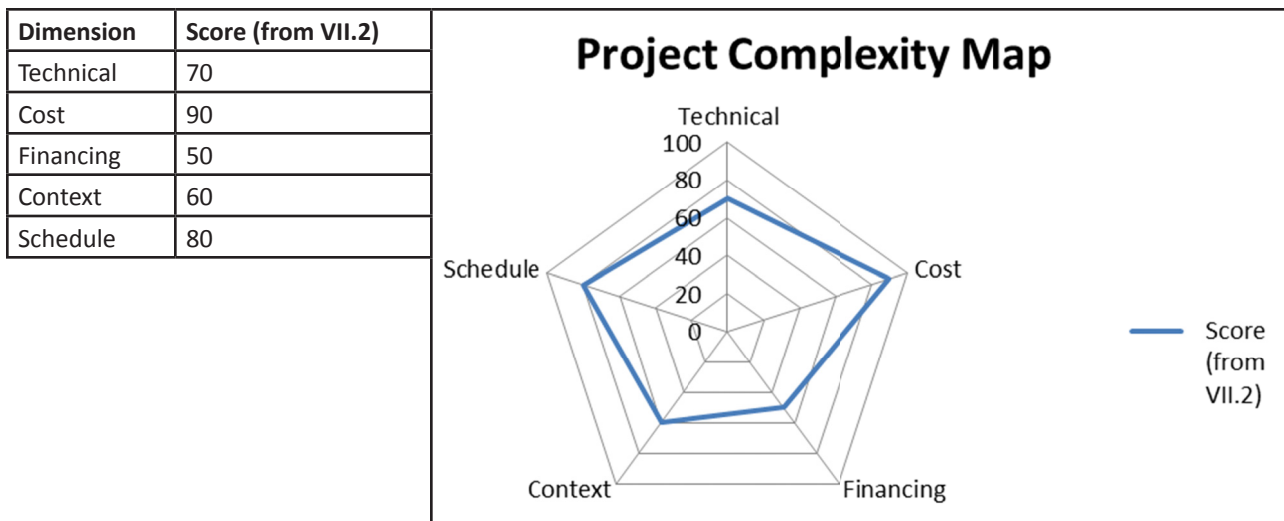 Dimension Score (from VII.2)
Technical 70
Cost 90
Financing 50
Context 60
Schedule 80
Project Complexity Map
Technical
100
80
60
40
20
0
Schedule
Cost
Context
Financing
Score
(from
VII.2)